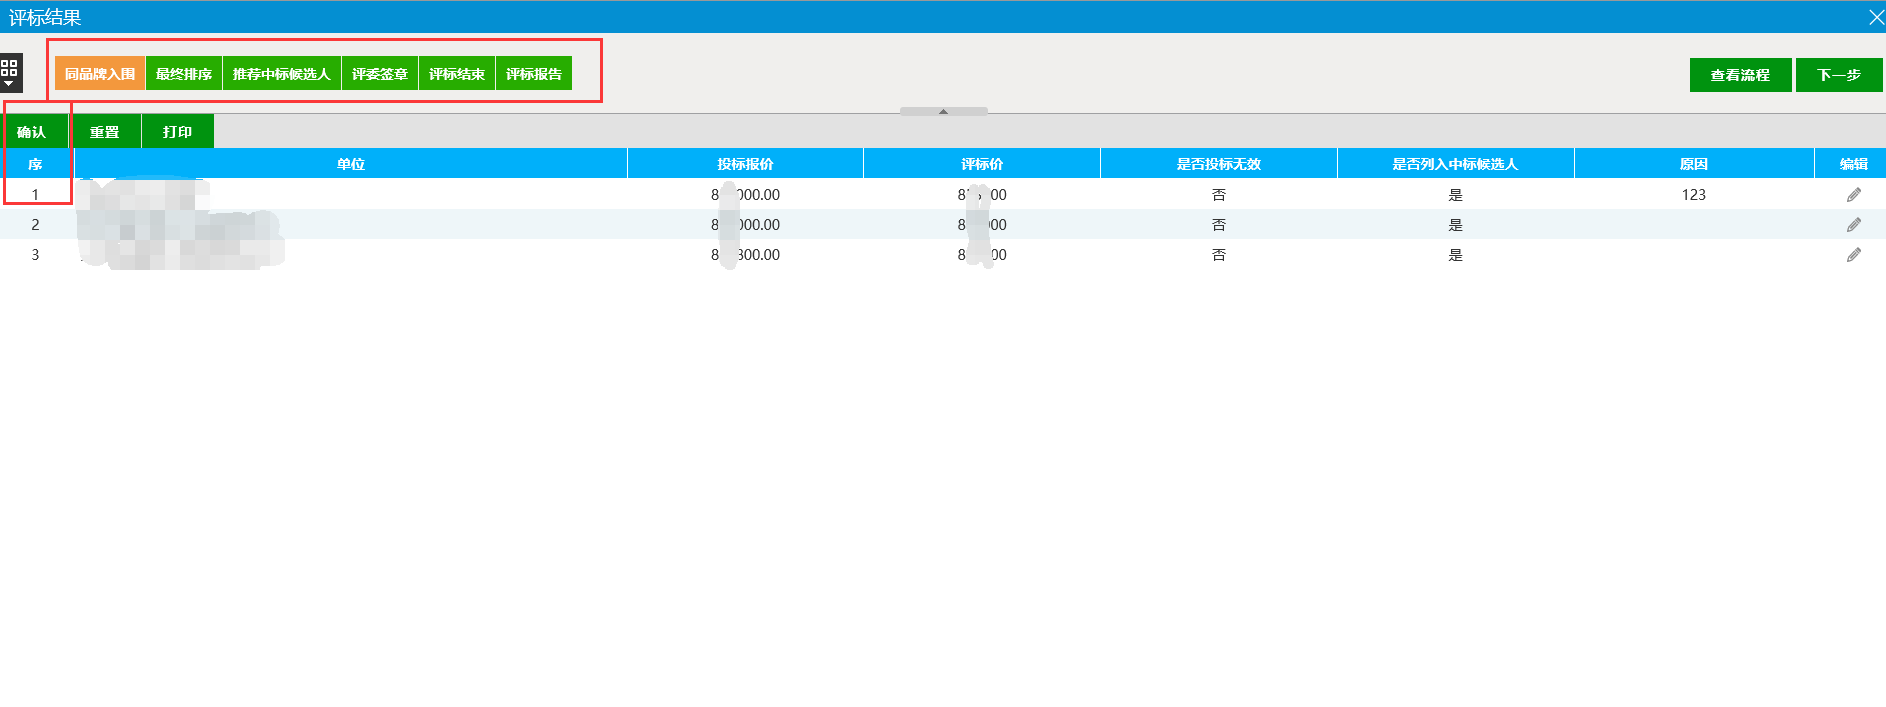 评标结果
同品牌入围 最终排序 推荐中标候选人 评委签章 评标结束 评标报告
查看流程 下一步
确认 重置 打印
序 单位 投标报价 评标价 是否投标无效 是否列入中标候选人 原因 编辑
1 否 是 123
2 否 是
3 否 是